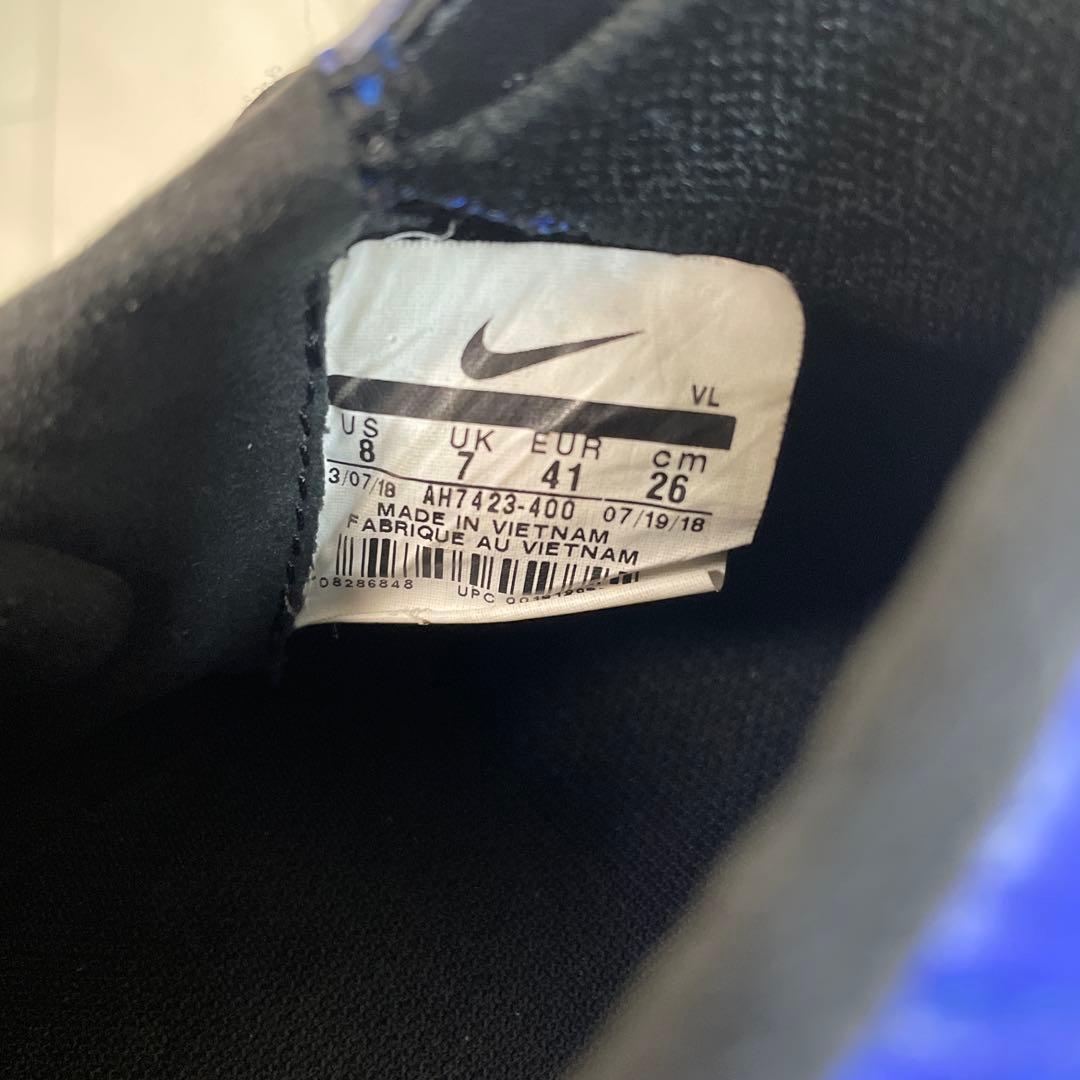 VL
US UK EUR cm
8 7 41 26
3/07/18 AH7423-400 07/19/18
MADE IN VIETNAM
FABRIQUE AU VIETNAM
08286848 UPC